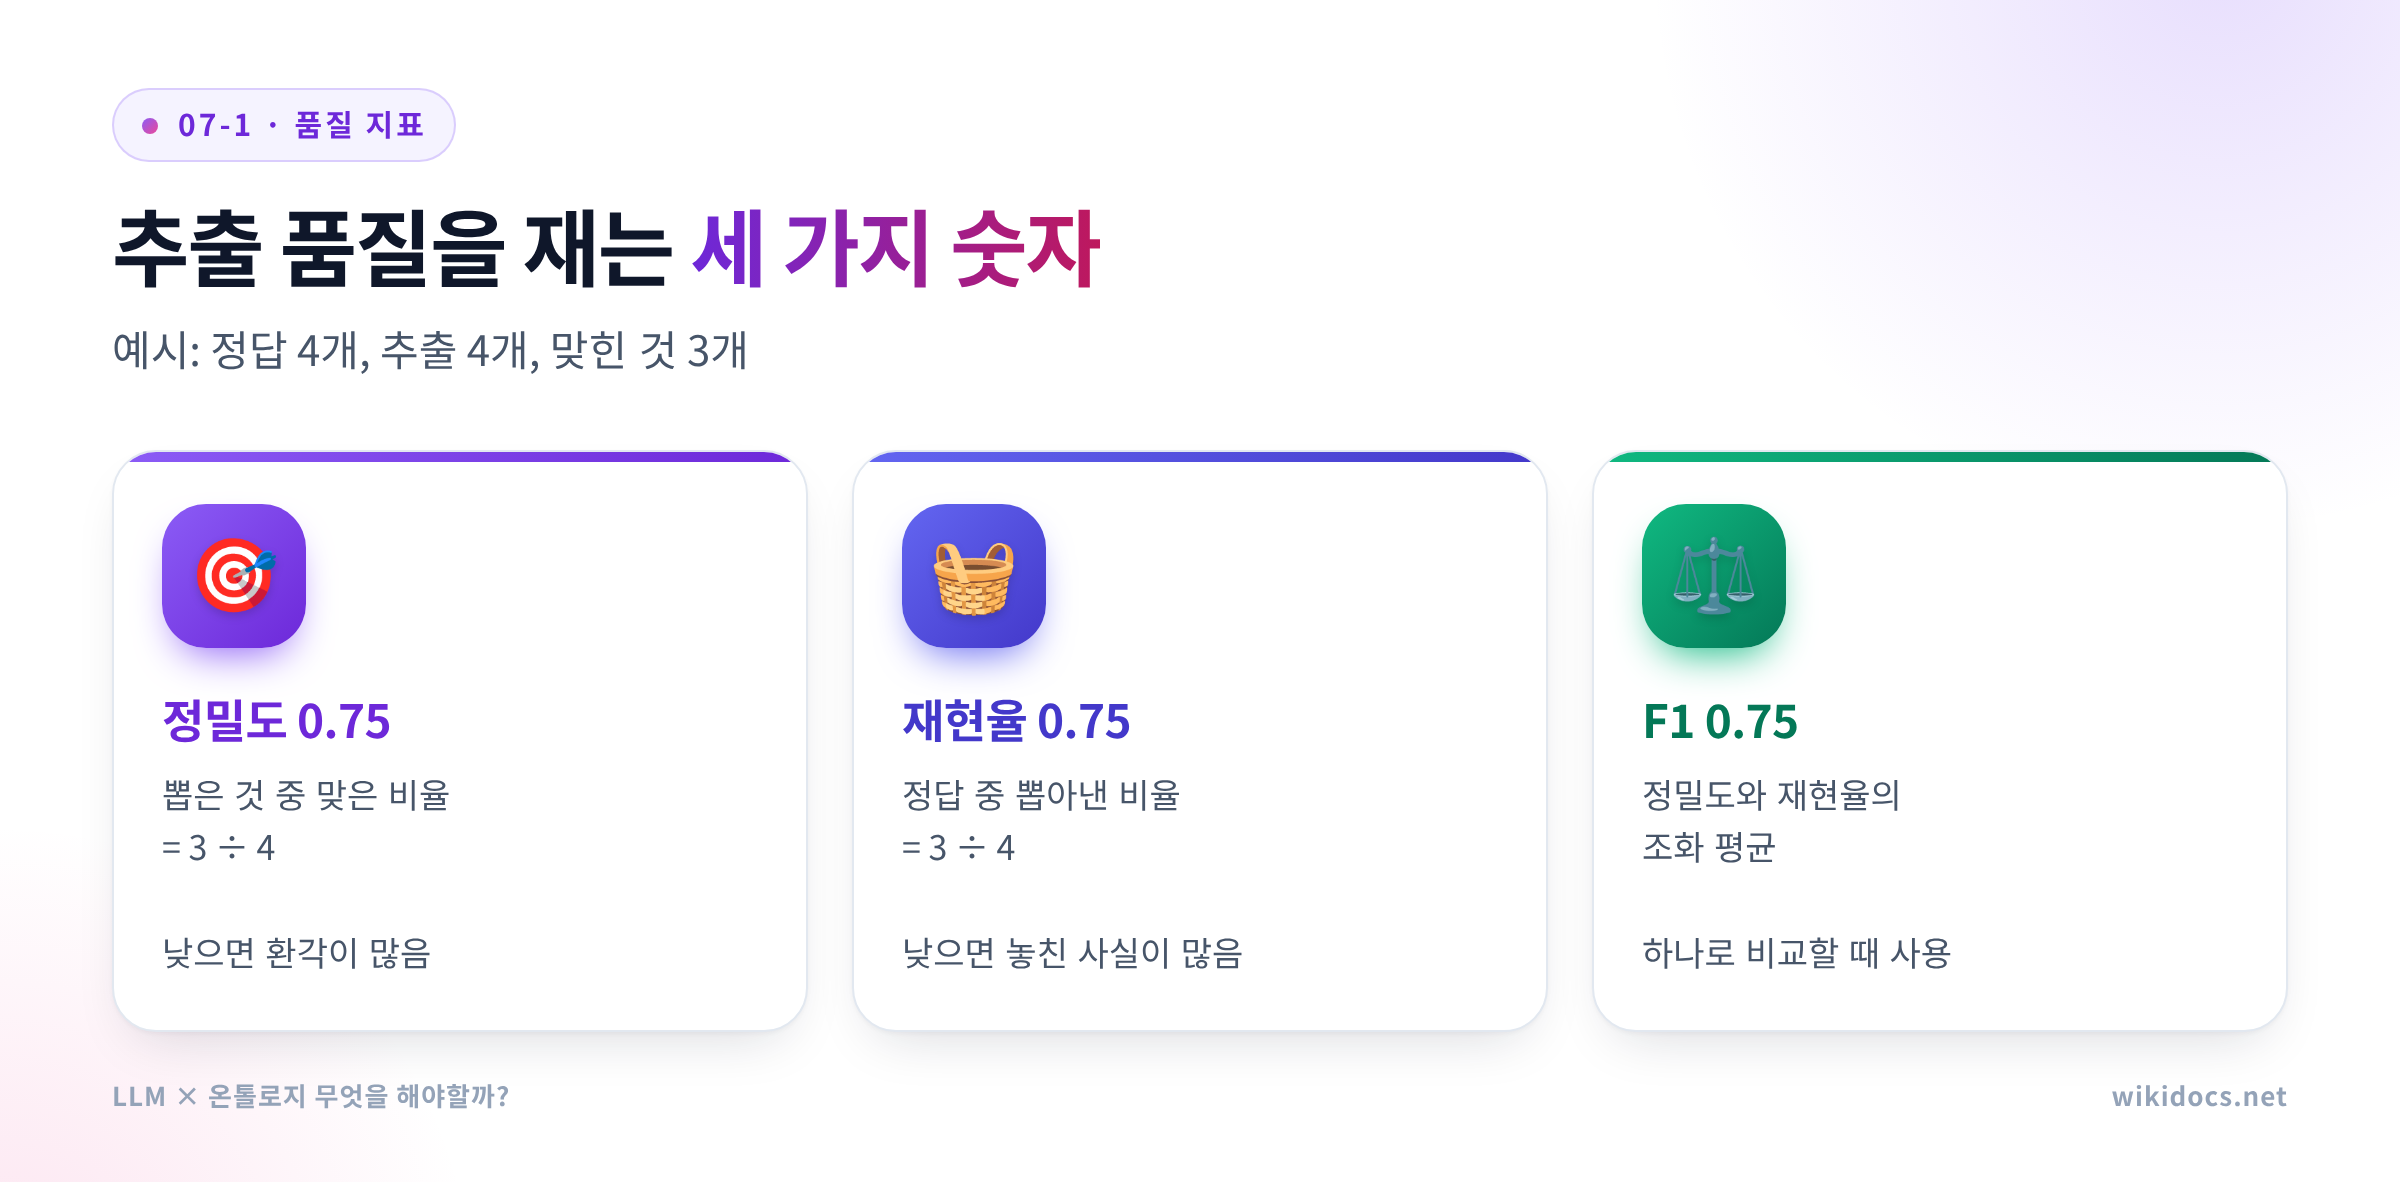 07-1 · 품질 지표
추출 품질을 재는 세 가지 숫자
예시: 정답 4개, 추출 4개, 맞힌 것 3개
정밀도 0.75
뽑은 것 중 맞은 비율
= 3 ÷ 4
낮으면 환각이 많음
재현율 0.75
정답 중 뽑아낸 비율
= 3 ÷ 4
낮으면 놓친 사실이 많음
F1 0.75
정밀도와 재현율의
조화 평균
하나로 비교할 때 사용
LLM × 온톨로지 무엇을 해야할까?
wikidocs.net